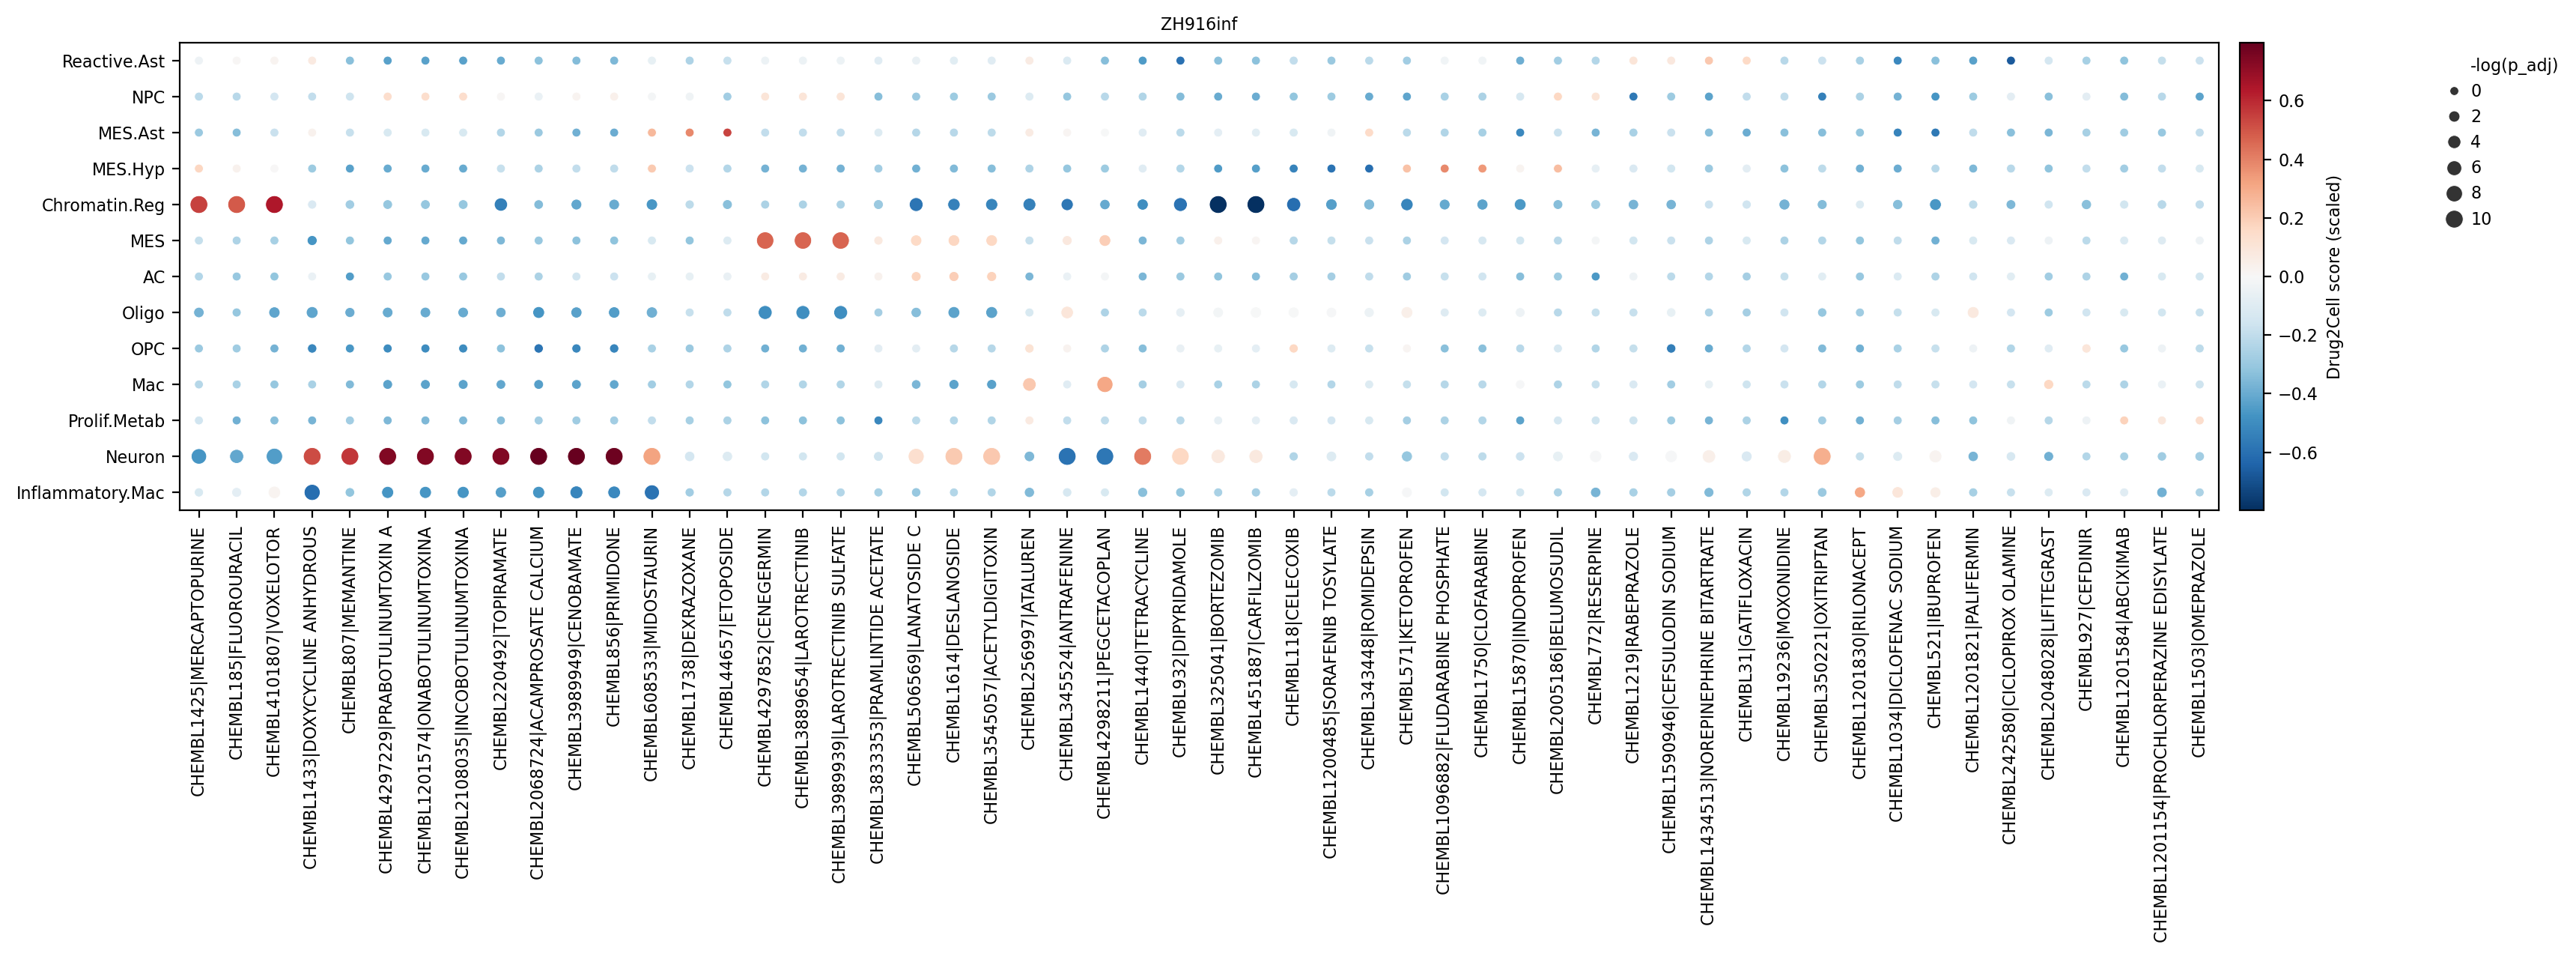 ZH916inf
Reactive.Ast
NPC
MES.Ast
MES.Hyp
Chromatin.Reg
MES
AC
Oligo
OPC
Mac
Prolif.Metab
Neuron
Inflammatory.Mac
CHEMBL1425|MERCAPTOPURINE
CHEMBL185|FLUOROURACIL
CHEMBL4101807|VOXELOTOR
CHEMBL1433|DOXYCYCLINE ANHYDROUS
CHEMBL807|MEMANTINE
CHEMBL4297229|PRABOTULINUMTOXIN A
CHEMBL1201574|ONABOTULINUMTOXINA
CHEMBL2108035|INCOBOTULINUMTOXINA
CHEMBL220492|TOPIRAMATE
CHEMBL2068724|ACAMPROSATE CALCIUM
CHEMBL3989949|CENOBAMATE
CHEMBL856|PRIMIDONE
CHEMBL608533|MIDOSTAURIN
CHEMBL1738|DEXRAZOXANE
CHEMBL44657|ETOPOSIDE
CHEMBL4297852|CENEGERMIN
CHEMBL3889654|LAROTRECTINIB
CHEMBL3989939|LAROTRECTINIB SULFATE
CHEMBL3833353|PRAMLINTIDE ACETATE
CHEMBL506569|LANATOSIDE C
CHEMBL1614|DESLANOSIDE
CHEMBL3545057|ACETYLDIGITOXIN
CHEMBL256997|ATALUREN
CHEMBL345524|ANTRAFENINE
CHEMBL4298211|PEGCETACOPLAN
CHEMBL1440|TETRACYCLINE
CHEMBL932|DIPYRIDAMOLE
CHEMBL325041|BORTEZOMIB
CHEMBL451887|CARFILZOMIB
CHEMBL118|CELECOXIB
CHEMBL1200485|SORAFENIB TOSYLATE
CHEMBL343448|ROMIDEPSIN
CHEMBL571|KETOPROFEN
CHEMBL1096882|FLUDARABINE PHOSPHATE
CHEMBL1750|CLOFARABINE
CHEMBL15870|INDOPROFEN
CHEMBL2005186|BELUMOSUDIL
CHEMBL772|RESERPINE
CHEMBL1219|RABEPRAZOLE
CHEMBL1590946|CEFSULODIN SODIUM
CHEMBL1434513|NOREPINEPHRINE BITARTRATE
CHEMBL31|GATIFLOXACIN
CHEMBL19236|MOXONIDINE
CHEMBL350221|OXITRIPTAN
CHEMBL1201830|RILONACEPT
CHEMBL1034|DICLOFENAC SODIUM
CHEMBL521|IBUPROFEN
CHEMBL1201821|PALIFERMIN
CHEMBL2422580|CICLOPIROX OLAMINE
CHEMBL2048028|LIFITEGRAST
CHEMBL927|CEFDINIR
CHEMBL1201584|ABCIXIMAB
CHEMBL1201154|PROCHLORPERAZINE EDISYLATE
CHEMBL1503|OMEPRAZOLE
0.6
0.4
0.2
0.0
−0.2
−0.4
−0.6
Drug2Cell score (scaled)
-log(p_adj)
0
2
4
6
8
10